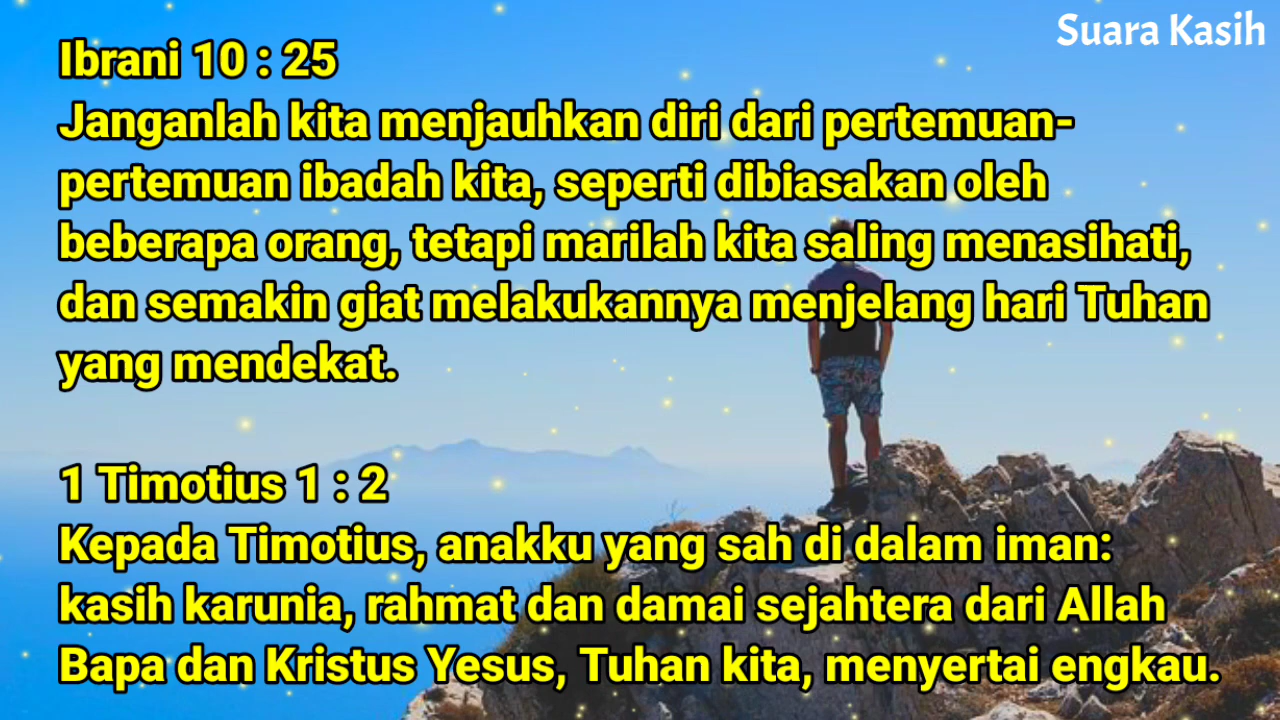 Suara Kasih
Ibrani 10 : 25
Janganlah kita menjauhkan diri dari pertemuan-
pertemuan ibadah kita, seperti dibiasakan oleh
beberapa orang, tetapi marilah kita saling menasihati,
dan semakin giat melakukannya menjelang hari Tuhan
yang mendekat.
1 Timotius 1 : 2
Kepada Timotius, anakku yang sah di dalam iman:
kasih karunia, rahmat dan damai sejahtera dari Allah
Bapa dan Kristus Yesus, Tuhan kita, menyertai engkau.